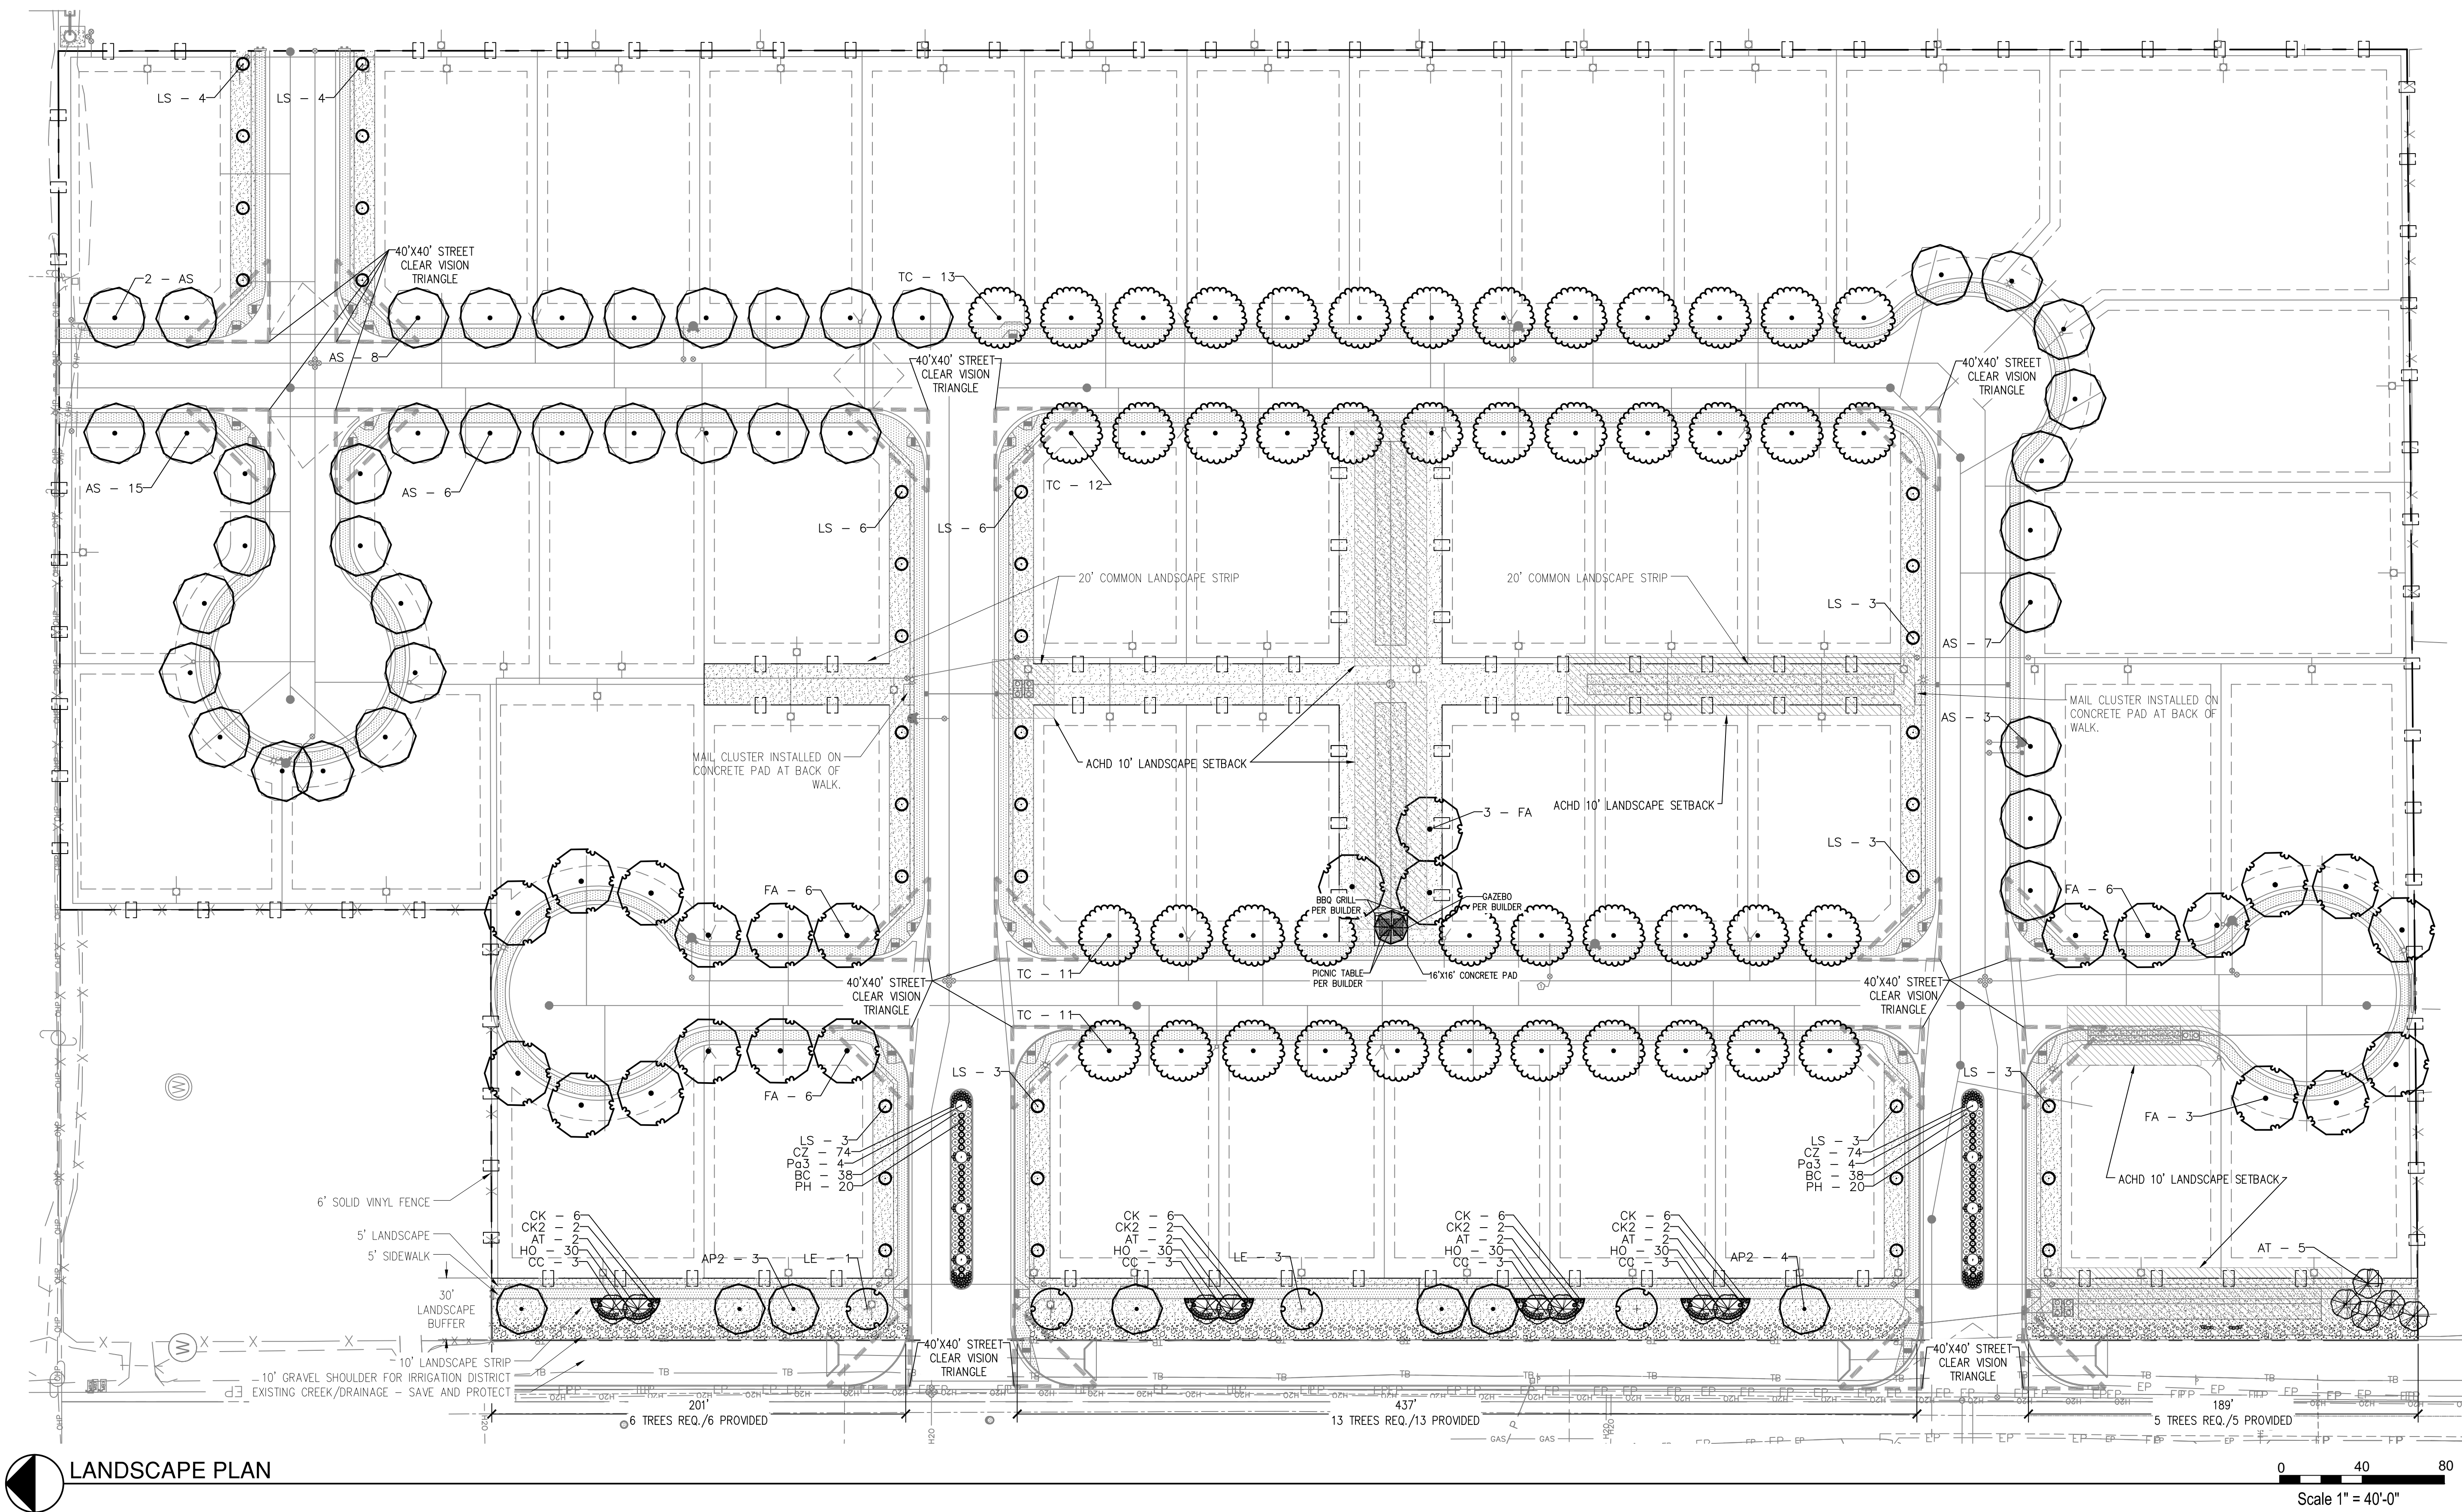 LS - 4
LS - 4
40'X40' STREET
CLEAR VISION
TRIANGLE
2 - AS
TC - 13
AS - 8
40'X40' STREET
CLEAR VISION
TRIANGLE
40'X40' STREET
CLEAR VISION
TRIANGLE
AS - 15
AS - 6
TC - 12
LS - 6
LS - 6
20' COMMON LANDSCAPE STRIP
20' COMMON LANDSCAPE STRIP
LS - 3
AS - 7
MAIL CLUSTER INSTALLED ON
CONCRETE PAD AT BACK OF
WALK.
AS - 3
MAIL CLUSTER INSTALLED ON
CONCRETE PAD AT BACK OF
WALK.
ACHD 10' LANDSCAPE SETBACK
ACHD 10' LANDSCAPE SETBACK
3 - FA
LS - 3
FA - 6
FA - 6
BBQ GRILL
PER BUILDER
GAZEBO
PER BUILDER
TC - 11
PICNIC TABLE
PER BUILDER
16'X16' CONCRETE PAD
40'X40' STREET
CLEAR VISION
TRIANGLE
40'X40' STREET
CLEAR VISION
TRIANGLE
TC - 11
LS - 3
LS - 3
FA - 6
FA - 3
W
LS - 3
CZ - 74
Pa3 - 4
BC - 38
PH - 20
LS - 3
CZ - 74
Pa3 - 4
BC - 38
PH - 20
ACHD 10' LANDSCAPE SETBACK
6' SOLID VINYL FENCE
5' LANDSCAPE
5' SIDEWALK
30'
LANDSCAPE
BUFFER
CK - 6
CK2 - 2
AT - 2
HO - 30
CC - 3
AP2 - 3
LE - 1
CK - 6
CK2 - 2
AT - 2
HO - 30
CC - 3
LE - 3
CK - 6
CK2 - 2
AT - 2
HO - 30
CC - 3
CK - 6
CK2 - 2
AT - 2
HO - 30
CC - 3
AP2 - 4
AT - 5
W
10' LANDSCAPE STRIP
10' GRAVEL SHOULDER FOR IRRIGATION DISTRICT
EXISTING CREEK/DRAINAGE - SAVE AND PROTECT
40'X40' STREET
CLEAR VISION
TRIANGLE
40'X40' STREET
CLEAR VISION
TRIANGLE
201'
6 TREES REQ./6 PROVIDED
437'
13 TREES REQ./13 PROVIDED
189'
5 TREES REQ./5 PROVIDED
GAS
GAS
LANDSCAPE PLAN
0 40 80
Scale 1" = 40'-0"